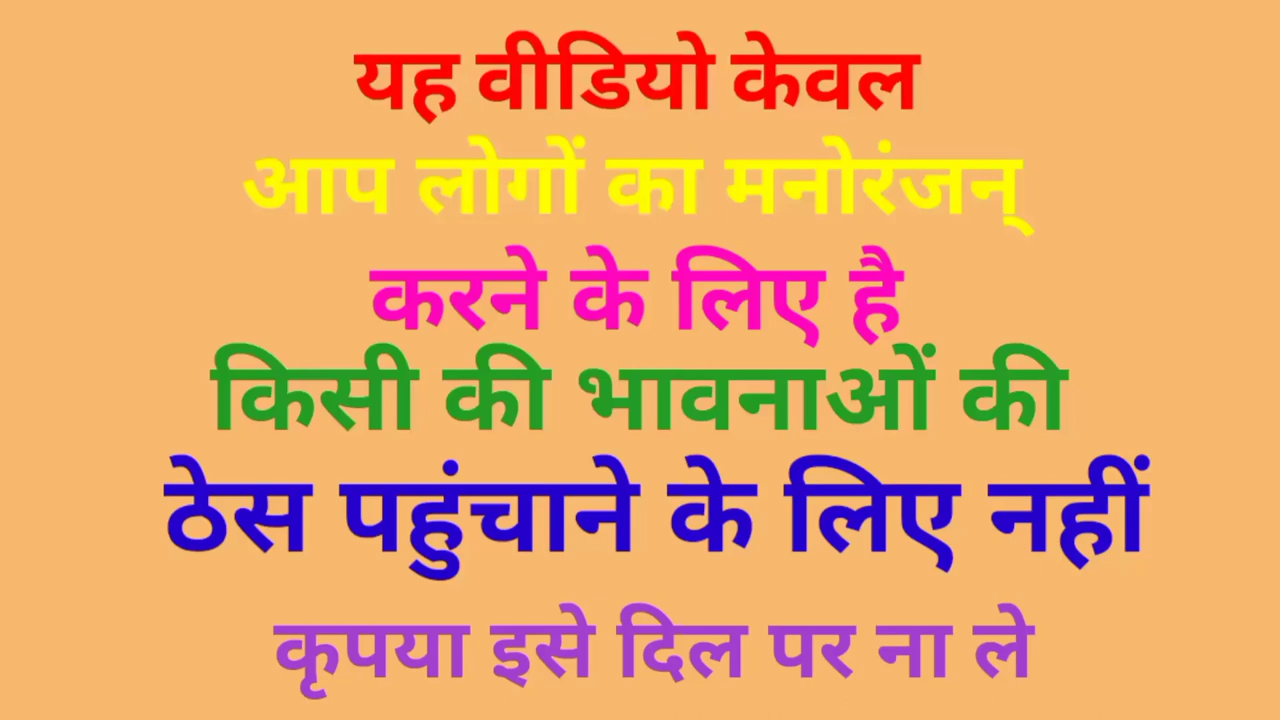 यह वीडियो केवल
आप लोगों का मनोरंजन्
करने के लिए है
किसी की भावनाओं की
ठेस पहुंचाने के लिए नहीं
कृपया इसे दिल पर ना ले